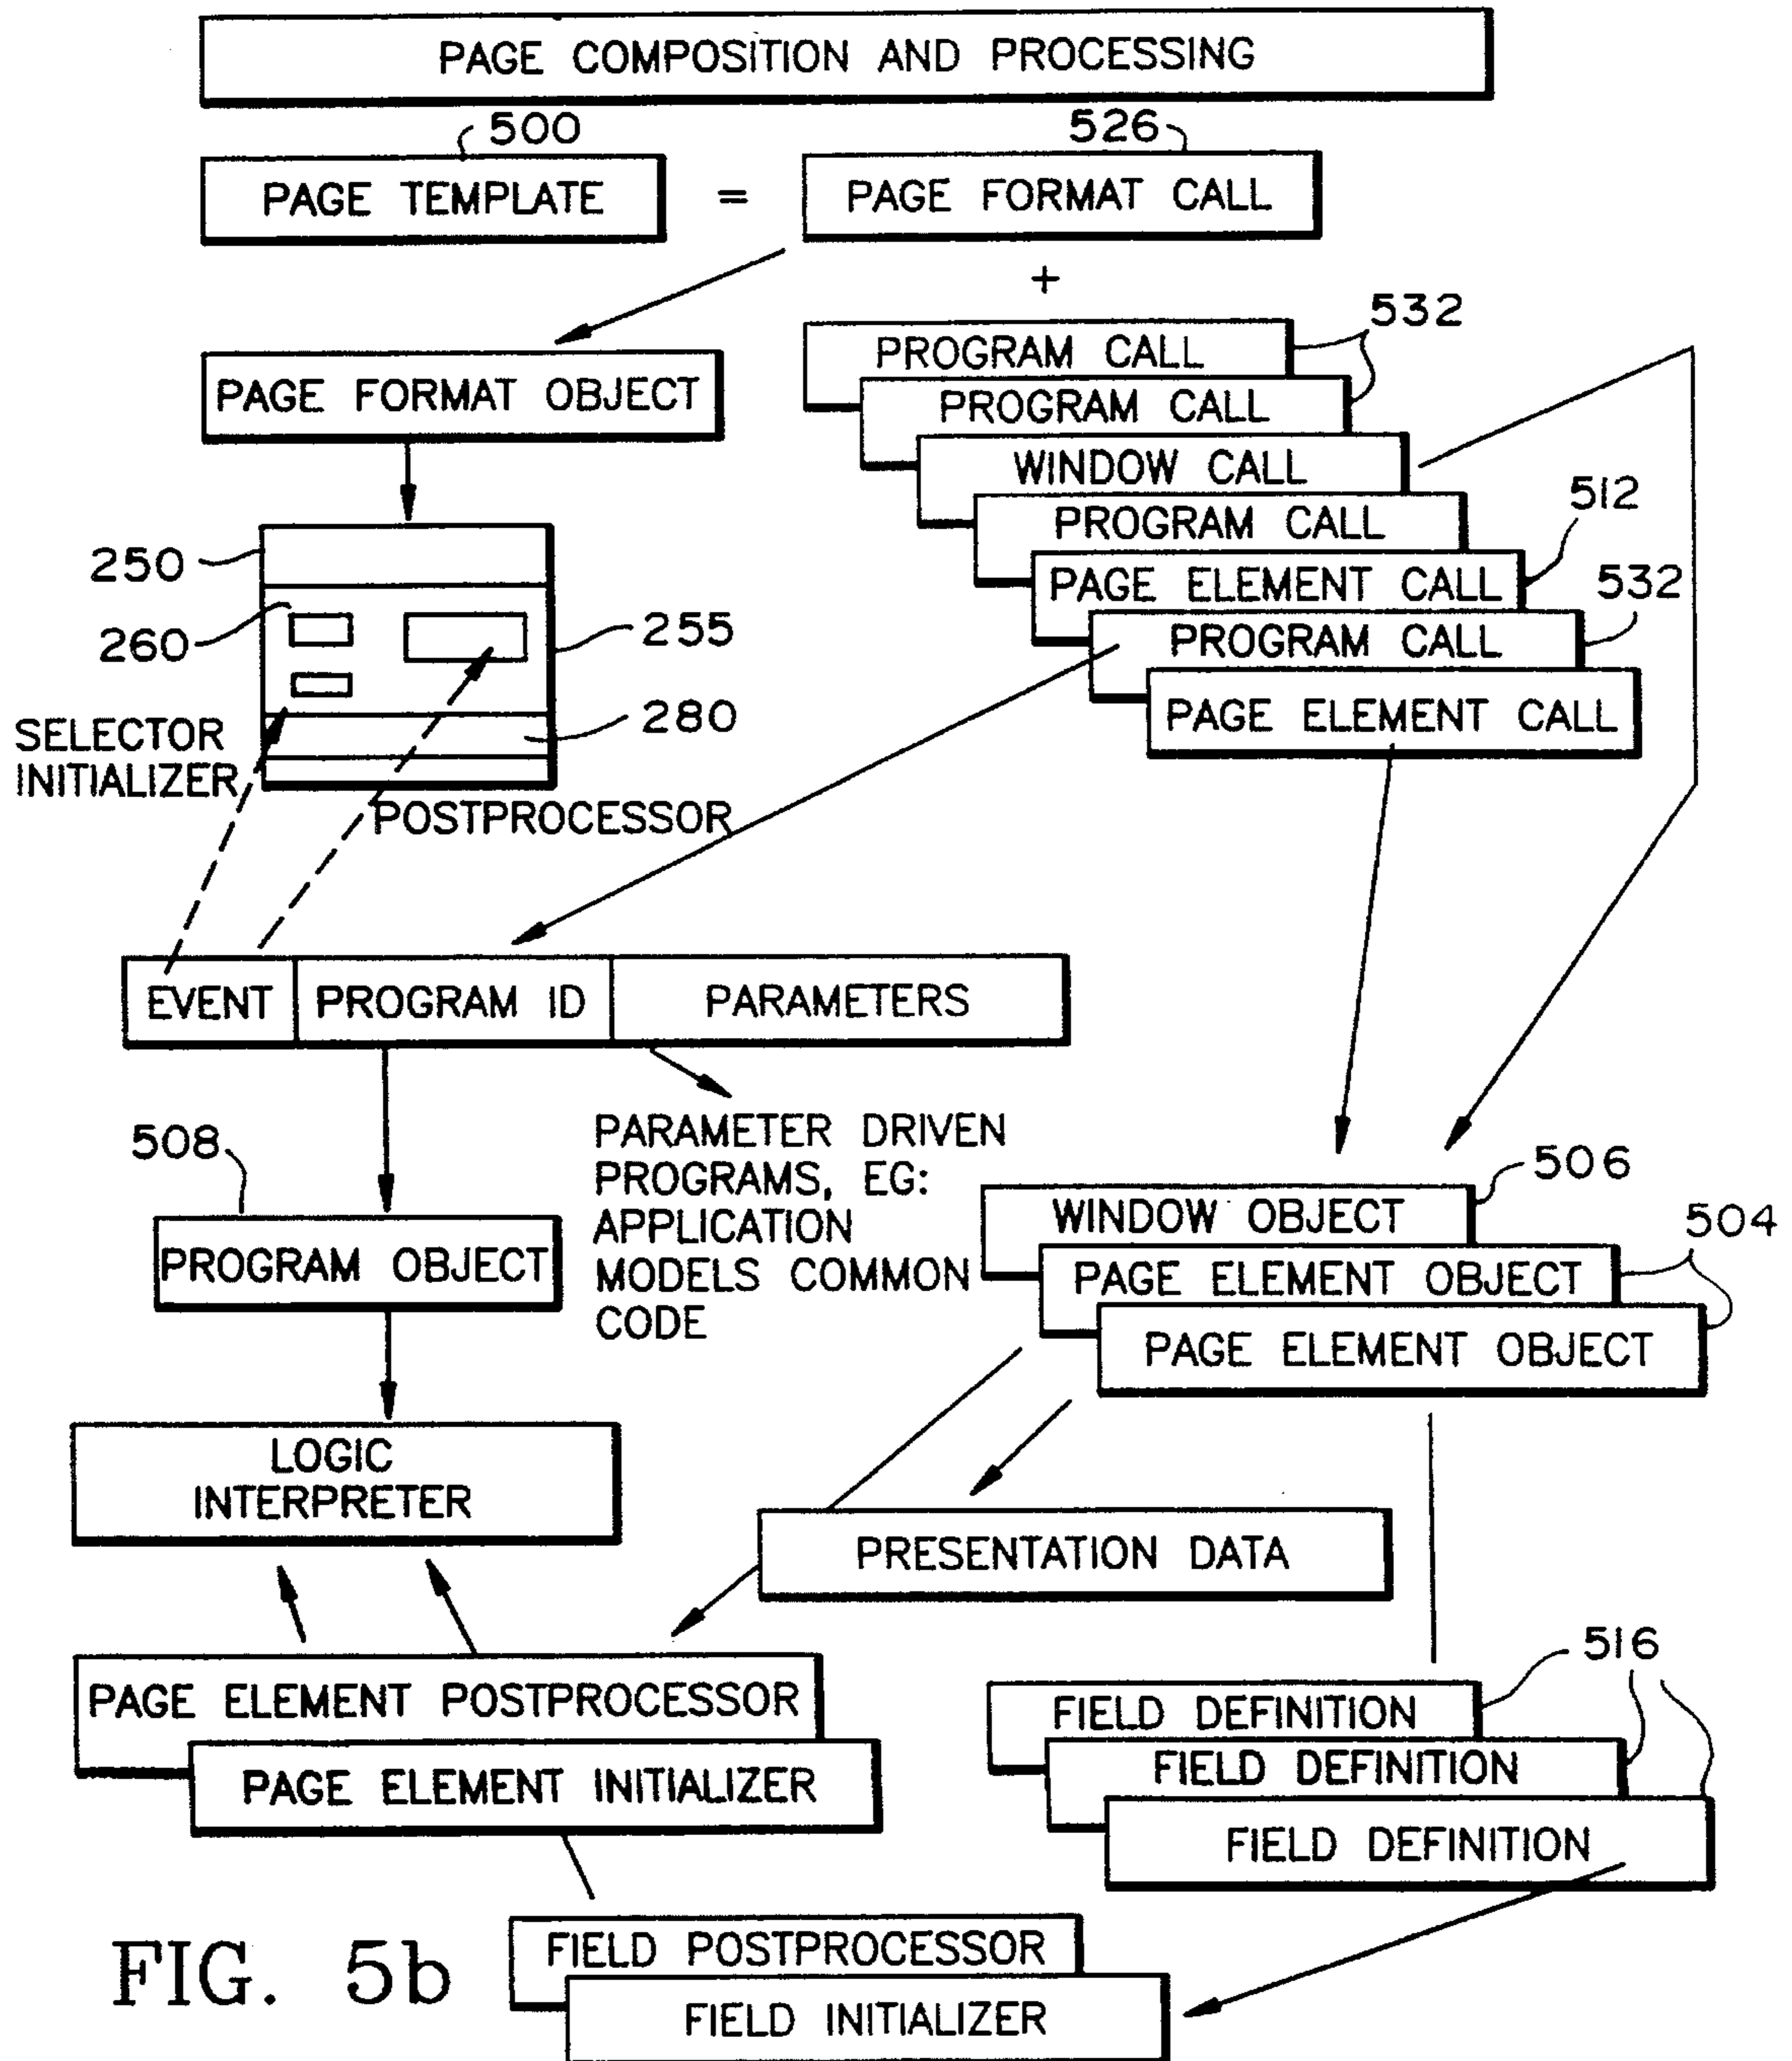 PAGE COMPOSITION AND PROCESSING
500
526
PAGE TEMPLATE = PAGE FORMAT CALL
+
532
PROGRAM CALL
PAGE FORMAT OBJECT
PROGRAM CALL
WINDOW CALL
512
PROGRAM CALL
250
PAGE ELEMENT CALL
532
260
255
PROGRAM CALL
280
PAGE ELEMENT CALL
SELECTOR
INITIALIZER
POSTPROCESSOR
EVENT PROGRAM ID PARAMETERS
508
PARAMETER DRIVEN
PROGRAMS, EG:
APPLICATION
MODELS COMMON
CODE
506
WINDOW OBJECT
504
PROGRAM OBJECT
PAGE ELEMENT OBJECT
PAGE ELEMENT OBJECT
LOGIC
INTERPRETER
PRESENTATION DATA
516
PAGE ELEMENT POSTPROCESSOR
FIELD DEFINITION
PAGE ELEMENT INITIALIZER
FIELD DEFINITION
FIELD DEFINITION
FIELD POSTPROCESSOR
FIELD INITIALIZER
FIG. 5b